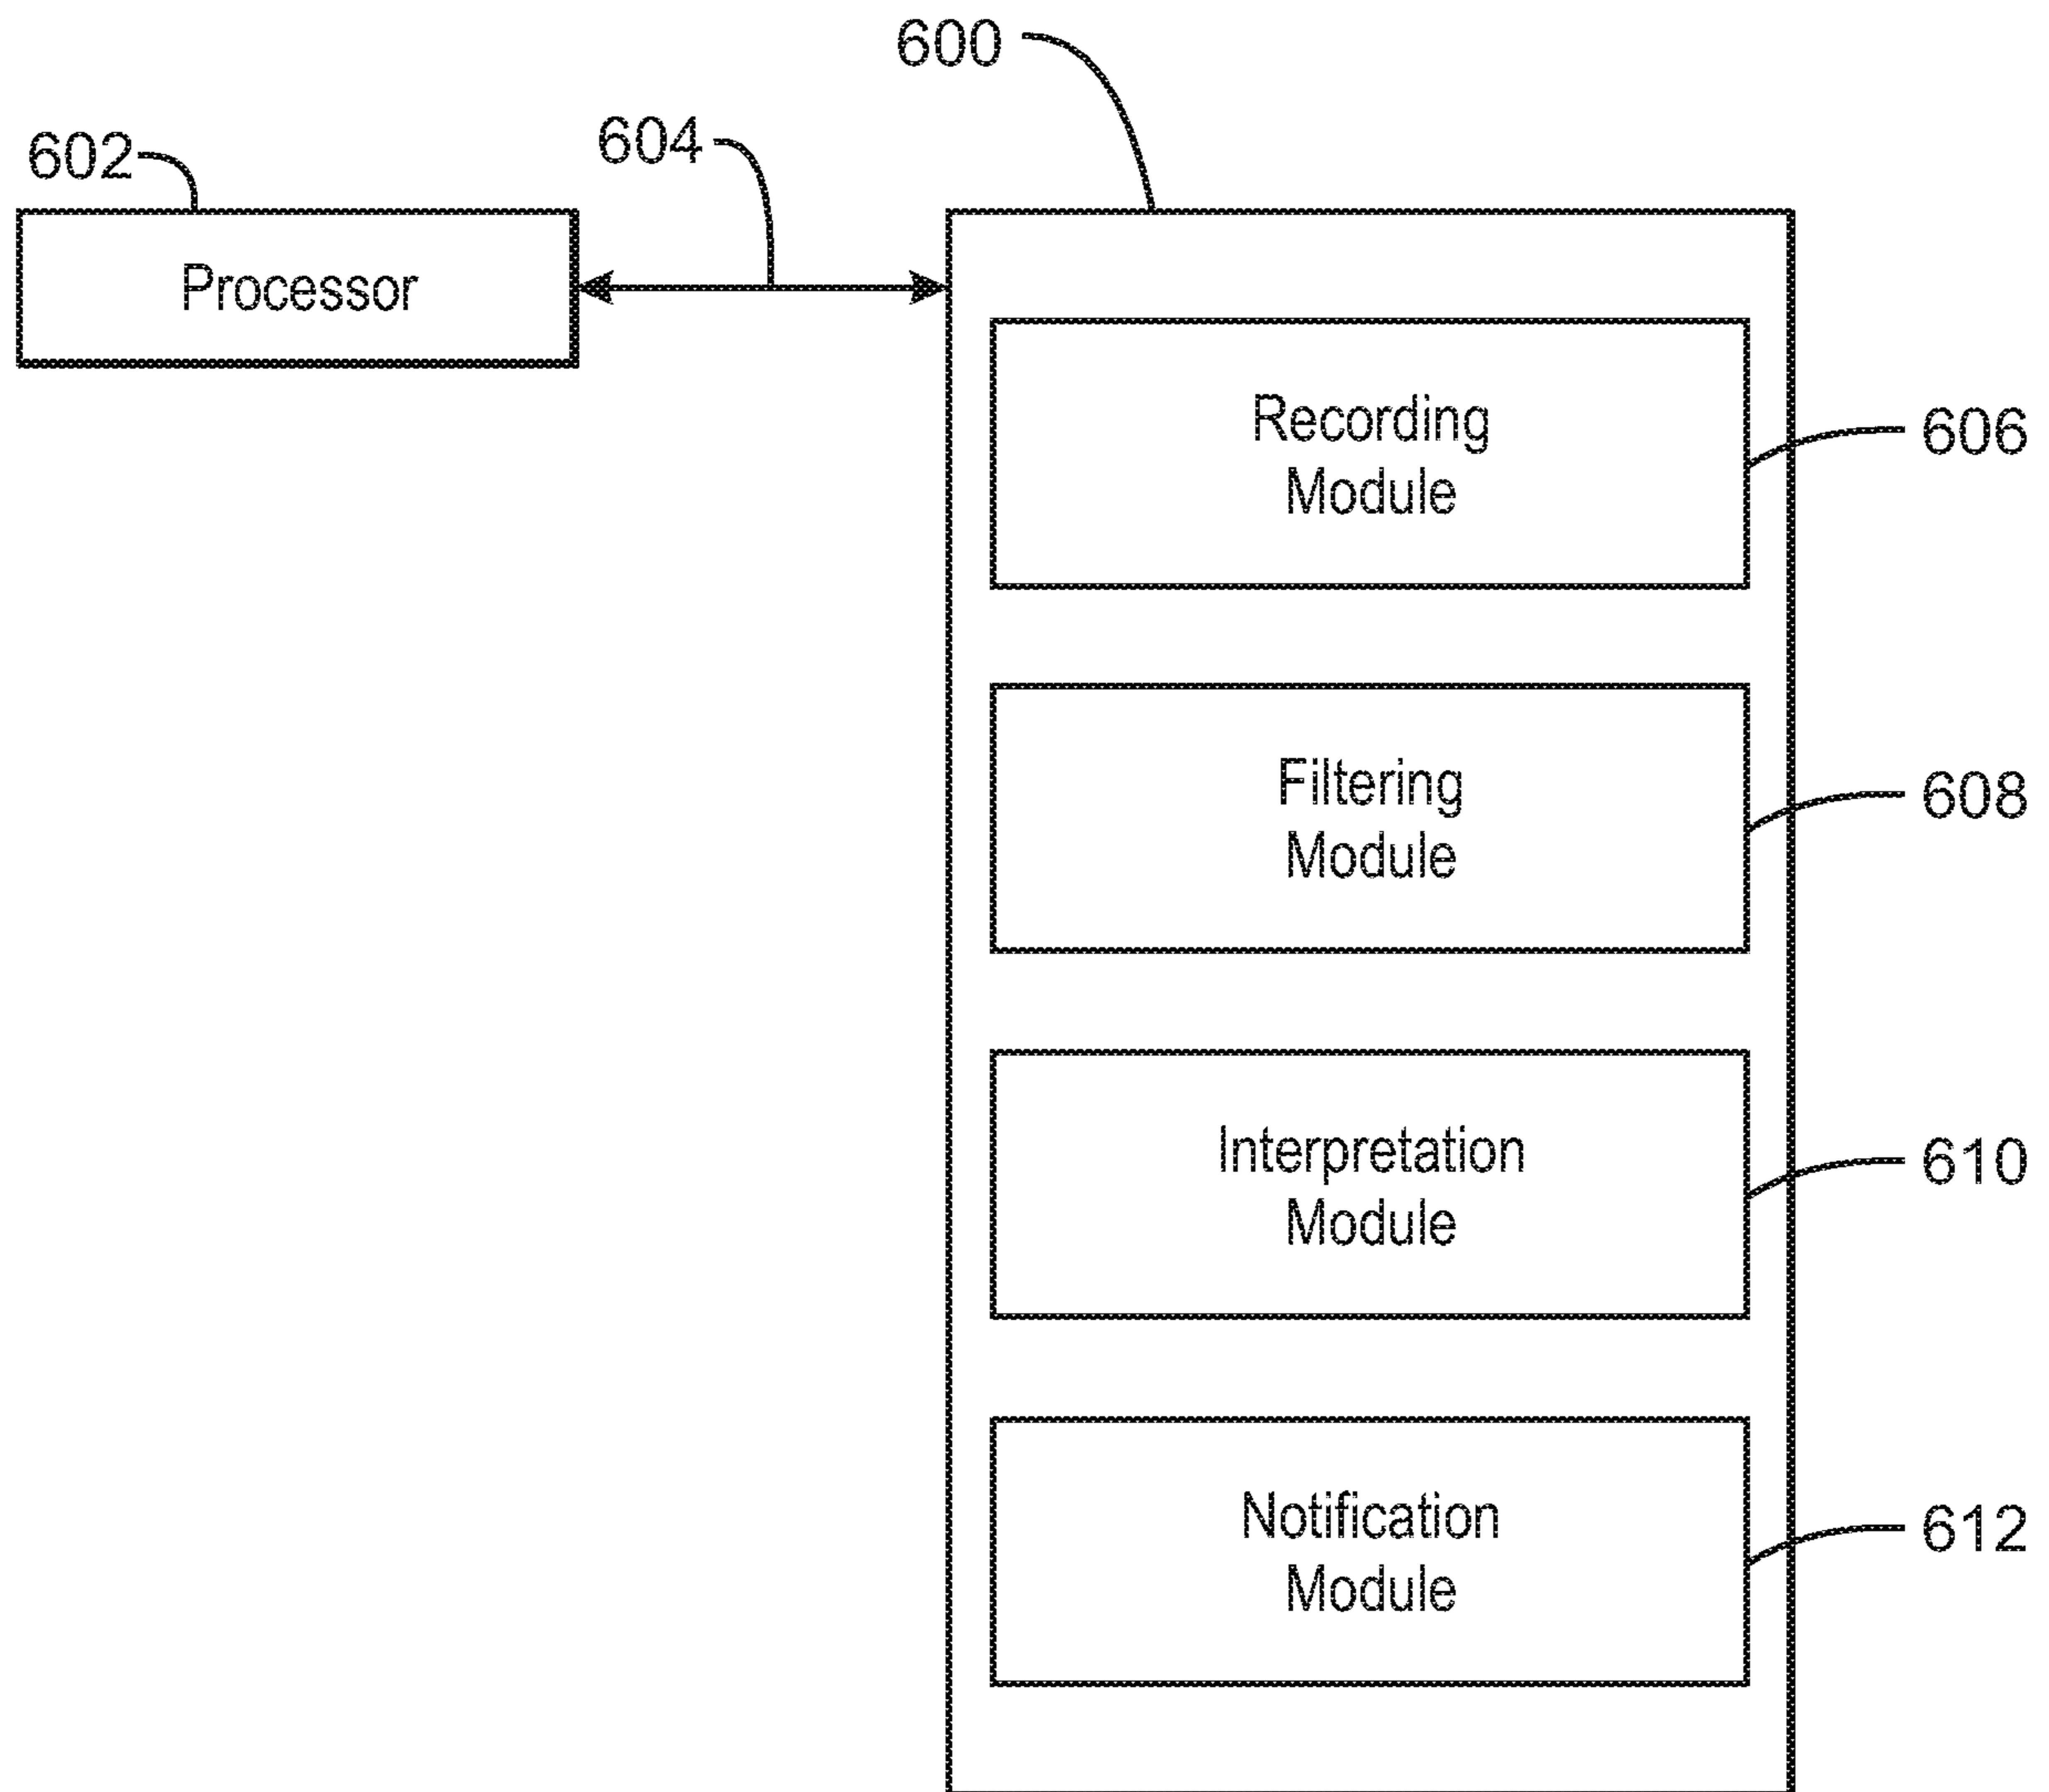 600
604
602
Processor
Recording
Module
606
Filtering
Module
608
Interpretation
Module
610
Notification
Module
612